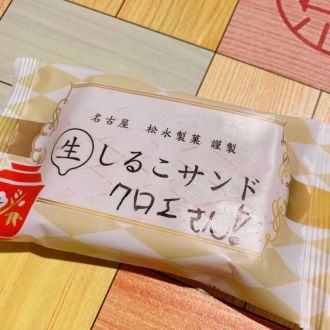 名古屋 松永製菓 謹製
生 しるこサンド
クロエさん!